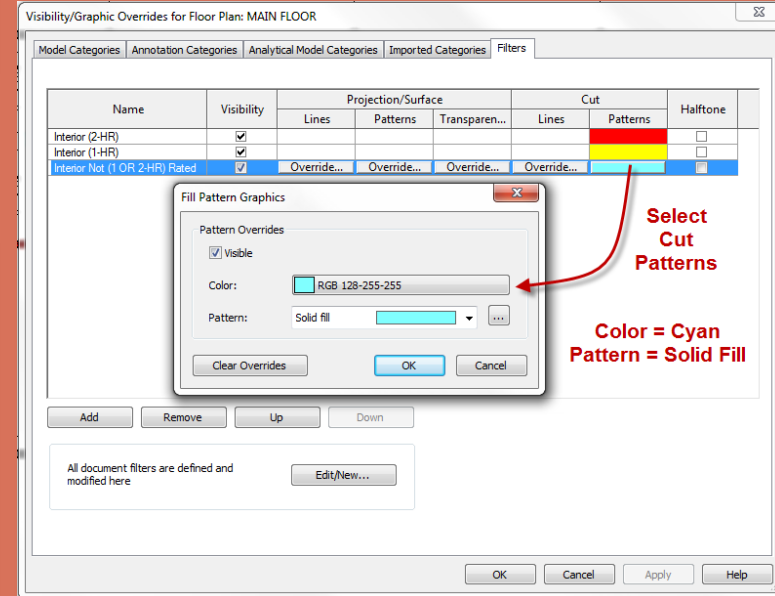 Visibility/Graphic Overrides for Floor Plan: MAIN FLOOR
Model Categories Annotation Categories Analytical Model Categories Imported Categories Filters
Name Visibility Projection/Surface Cut Halftone
Lines Patterns Transparen... Lines Patterns
Interior (2-HR)
Interior (1-HR)
Interior Not (1 OR 2-HR) Rated Override... Override... Override... Override...
Fill Pattern Graphics
Pattern Overrides
Visible
Color: RGB 128-255-255
Pattern: Solid fill ...
Clear Overrides OK Cancel
Select
Cut
Patterns
Color = Cyan
Pattern = Solid Fill
Add Remove Up Down
All document filters are defined and
modified here
Edit/New...
OK Cancel Apply Help